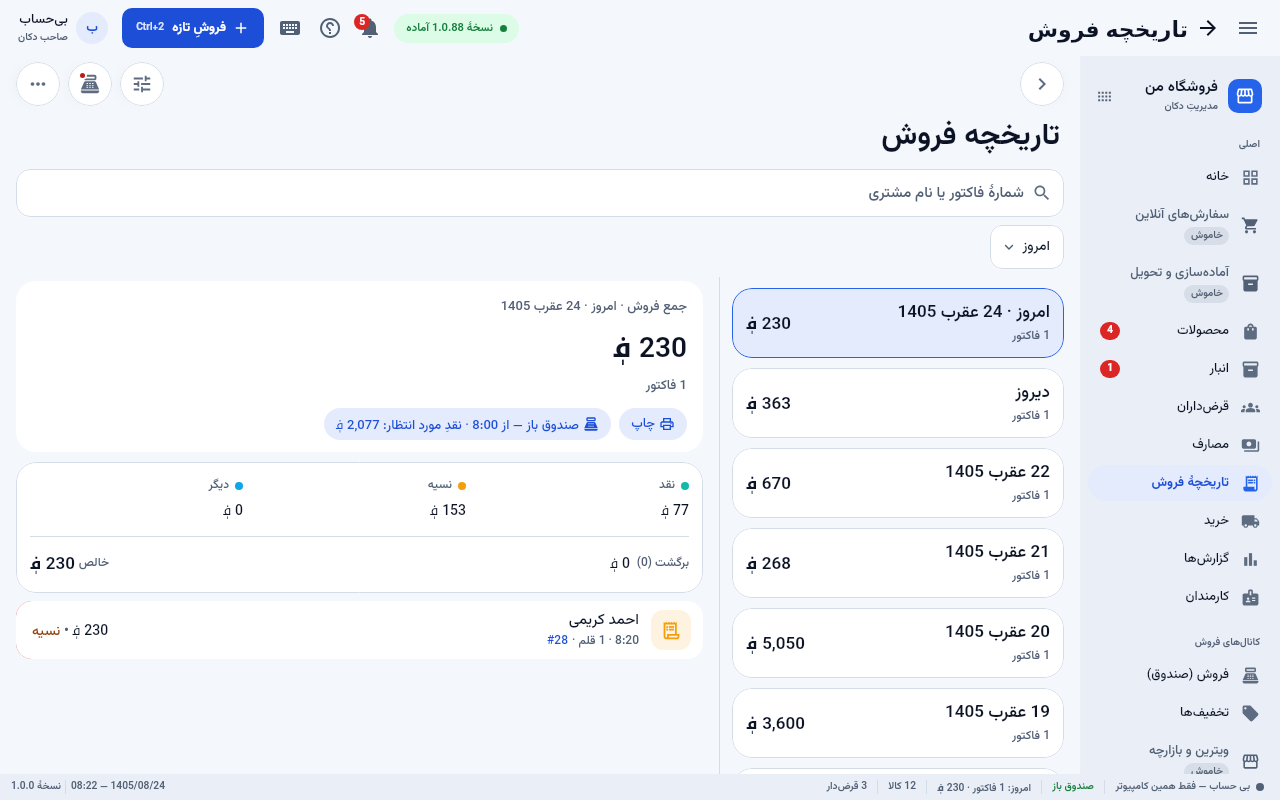 تاریخچه فروش
نسخهٔ 1.0.88 آماده
5
فروش تازه Ctrl+2
ب
بی‌حساب
صاحب دکان
فروشگاه من
مدیریت دکان
اصلی
خانه
سفارش‌های آنلاین
خاموش
آماده‌سازی و تحویل
خاموش
محصولات 4
انبار 1
قرض‌داران
مصارف
تاریخچهٔ فروش
خرید
گزارش‌ها
کارمندان
کانال‌های فروش
فروش (صندوق)
تخفیف‌ها
ویترین و بازارچه
خاموش
تاریخچه فروش
شمارهٔ فاکتور یا نام مشتری
امروز
امروز · 24 عقرب 1405
1 فاکتور
230 ؋
دیروز
1 فاکتور
363 ؋
22 عقرب 1405
1 فاکتور
670 ؋
21 عقرب 1405
1 فاکتور
268 ؋
20 عقرب 1405
1 فاکتور
5,050 ؋
19 عقرب 1405
1 فاکتور
3,600 ؋
جمع فروش · امروز · 24 عقرب 1405
230 ؋
1 فاکتور
چاپ
صندوق باز — از 8:00 · نقد مورد انتظار: 2,077 ؋
نقد
77 ؋
نسیه
153 ؋
دیگر
0 ؋
برگشت (0) 0 ؋
خالص 230 ؋
احمد کریمی
8:20 · 1 قلم · #28
230 ؋ • نسیه
بی حساب — فقط همین کامپیوتر
صندوق باز
امروز: 1 فاکتور · 230 ؋
12 کالا
3 قرض‌دار
1405/08/24 — 08:22
نسخهٔ 1.0.0